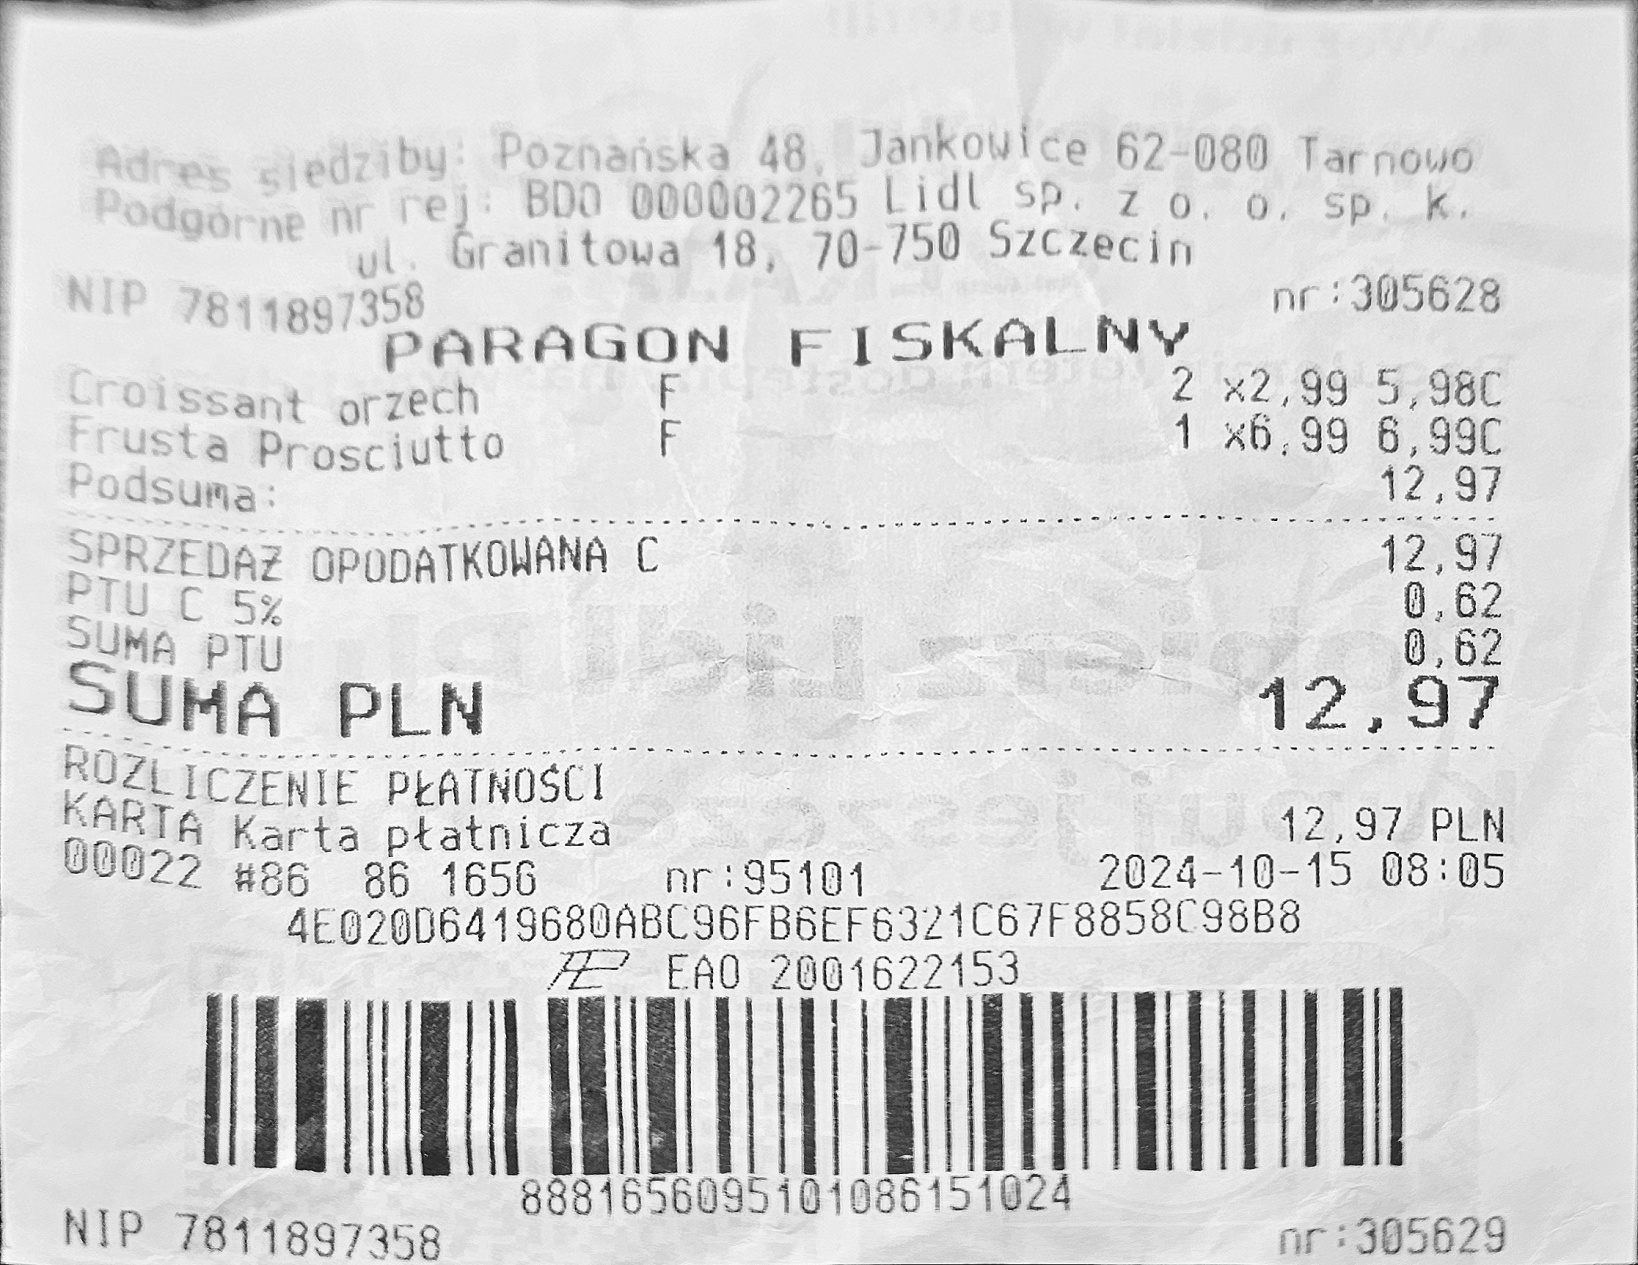 Adres siedziby: Poznańska 48, Jankowice 62-080 Tarnowo
Podgórne nr rej: BDO 000002265 Lidl sp. z o. o. sp. k.
ul. Granitowa 18, 70-750 Szczecin
NIP 7811897358 nr:305628
PARAGON FISKALNY
Croissant orzech F 2 x2,99 5,98C
Frusta Prosciutto F 1 x6,99 6,99C
Podsuma: 12,97
SPRZEDAŻ OPODATKOWANA C 12,97
PTU C 5% 0,62
SUMA PTU 0,62
SUMA PLN 12,97
ROZLICZENIE PŁATNOŚCI
KARTA Karta płatnicza 12,97 PLN
00022 #86 86 1656 nr:95101 2024-10-15 08:05
4E020D6419680ABC96FB6EF6321C67F8858C98B8
EAO 2001622153
8881656095101086151024
NIP 7811897358 nr:305629